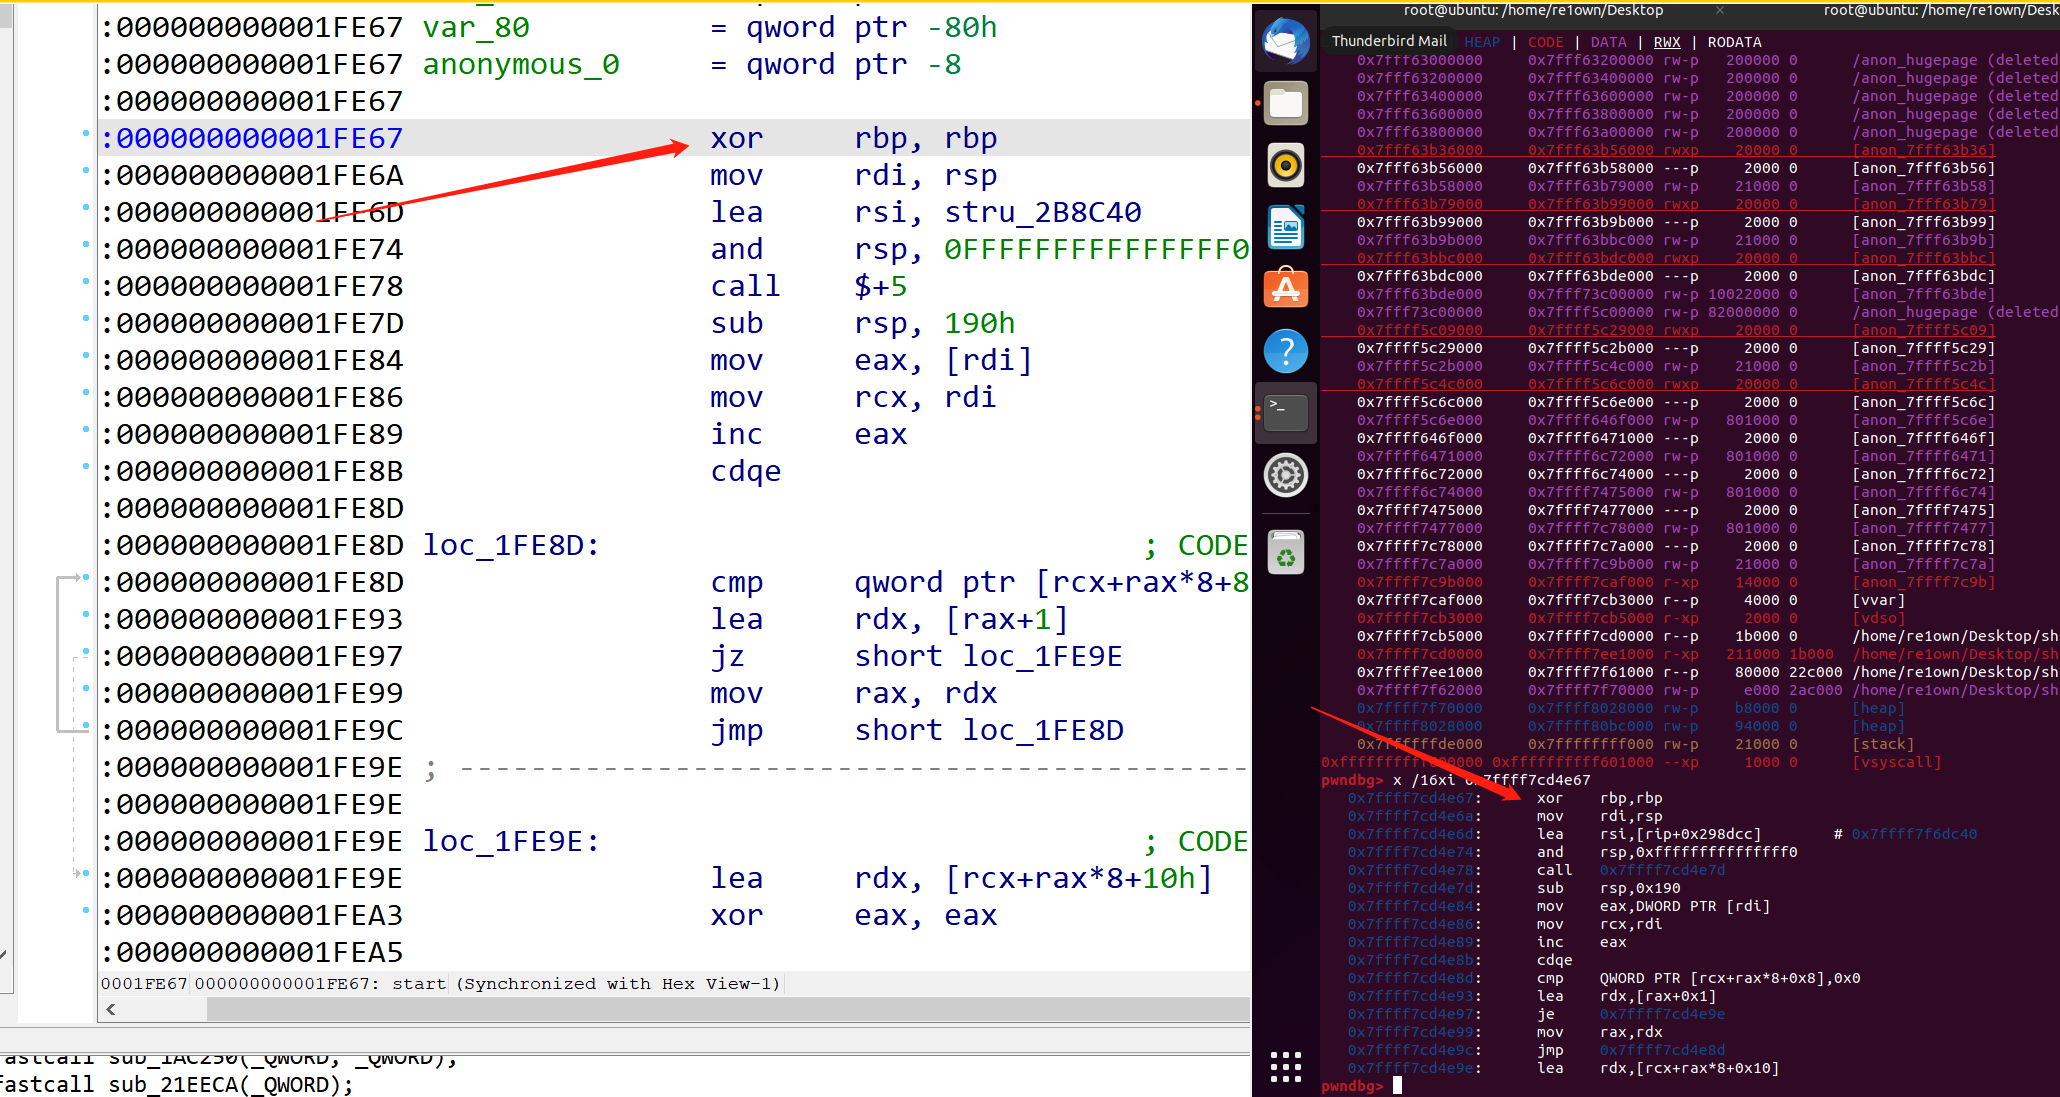 :000000000001FE67 var_80 = qword ptr -80h
:000000000001FE67 anonymous_0 = qword ptr -8
:000000000001FE67
:000000000001FE67 xor rbp, rbp
:000000000001FE6A mov rdi, rsp
:000000000001FE6D lea rsi, stru_2B8C40
:000000000001FE74 and rsp, 0FFFFFFFFFFFFFFF0
:000000000001FE78 call $+5
:000000000001FE7D sub rsp, 190h
:000000000001FE84 mov eax, [rdi]
:000000000001FE86 mov rcx, rdi
:000000000001FE89 inc eax
:000000000001FE8B cdqe
:000000000001FE8D
:000000000001FE8D loc_1FE8D: ; CODE
:000000000001FE8D cmp qword ptr [rcx+rax*8+8
:000000000001FE93 lea rdx, [rax+1]
:000000000001FE97 jz short loc_1FE9E
:000000000001FE99 mov rax, rdx
:000000000001FE9C jmp short loc_1FE8D
:000000000001FE9E ; --------------------------------------------
:000000000001FE9E
:000000000001FE9E loc_1FE9E: ; CODE
:000000000001FE9E lea rdx, [rcx+rax*8+10h]
:000000000001FEA3 xor eax, eax
:000000000001FEA5
0001FE67 000000000001FE67: start (Synchronized with Hex View-1)
astcall sub_1AC250(_QWORD, _QWORD);
fastcall sub_21EECA(_QWORD);
root@ubuntu: /home/re1own/Desktop × root@ubuntu: /home/re1own/Desk
Thunderbird Mail HEAP | CODE | DATA | RWX | RODATA
0x7fff63000000 0x7fff63200000 rw-p 200000 0 /anon_hugepage (deleted
0x7fff63200000 0x7fff63400000 rw-p 200000 0 /anon_hugepage (deleted
0x7fff63400000 0x7fff63600000 rw-p 200000 0 /anon_hugepage (deleted
0x7fff63600000 0x7fff63800000 rw-p 200000 0 /anon_hugepage (deleted
0x7fff63800000 0x7fff63a00000 rw-p 200000 0 /anon_hugepage (deleted
0x7fff63b36000 0x7fff63b56000 rwxp 20000 0 [anon_7fff63b36]
0x7fff63b56000 0x7fff63b58000 ---p 2000 0 [anon_7fff63b56]
0x7fff63b58000 0x7fff63b79000 rw-p 21000 0 [anon_7fff63b58]
0x7fff63b79000 0x7fff63b99000 rwxp 20000 0 [anon_7fff63b79]
0x7fff63b99000 0x7fff63b9b000 ---p 2000 0 [anon_7fff63b99]
0x7fff63b9b000 0x7fff63bbc000 rw-p 21000 0 [anon_7fff63b9b]
0x7fff63bbc000 0x7fff63bdc000 rwxp 20000 0 [anon_7fff63bbc]
0x7fff63bdc000 0x7fff63bde000 ---p 2000 0 [anon_7fff63bdc]
0x7fff63bde000 0x7fff73c00000 rw-p 10022000 0 [anon_7fff63bde]
0x7fff73c00000 0x7ffff5c00000 rw-p 82000000 0 /anon_hugepage (deleted
0x7ffff5c09000 0x7ffff5c29000 rwxp 20000 0 [anon_7ffff5c09]
0x7ffff5c29000 0x7ffff5c2b000 ---p 2000 0 [anon_7ffff5c29]
0x7ffff5c2b000 0x7ffff5c4c000 rw-p 21000 0 [anon_7ffff5c2b]
0x7ffff5c4c000 0x7ffff5c6c000 rwxp 20000 0 [anon_7ffff5c4c]
0x7ffff5c6c000 0x7ffff5c6e000 ---p 2000 0 [anon_7ffff5c6c]
0x7ffff5c6e000 0x7ffff646f000 rw-p 801000 0 [anon_7ffff5c6e]
0x7ffff646f000 0x7ffff6471000 ---p 2000 0 [anon_7ffff646f]
0x7ffff6471000 0x7ffff6c72000 rw-p 801000 0 [anon_7ffff6471]
0x7ffff6c72000 0x7ffff6c74000 ---p 2000 0 [anon_7ffff6c72]
0x7ffff6c74000 0x7ffff7475000 rw-p 801000 0 [anon_7ffff6c74]
0x7ffff7475000 0x7ffff7477000 ---p 2000 0 [anon_7ffff7475]
0x7ffff7477000 0x7ffff7c78000 rw-p 801000 0 [anon_7ffff7477]
0x7ffff7c78000 0x7ffff7c7a000 ---p 2000 0 [anon_7ffff7c78]
0x7ffff7c7a000 0x7ffff7c9b000 rw-p 21000 0 [anon_7ffff7c7a]
0x7ffff7c9b000 0x7ffff7caf000 r-xp 14000 0 [anon_7ffff7c9b]
0x7ffff7caf000 0x7ffff7cb3000 r--p 4000 0 [vvar]
0x7ffff7cb3000 0x7ffff7cb5000 r-xp 2000 0 [vdso]
0x7ffff7cb5000 0x7ffff7cd0000 r--p 1b000 0 /home/re1own/Desktop/sh
0x7ffff7cd0000 0x7ffff7ee1000 r-xp 211000 1b000 /home/re1own/Desktop/sh
0x7ffff7ee1000 0x7ffff7f61000 r--p 80000 22c000 /home/re1own/Desktop/sh
0x7ffff7f62000 0x7ffff7f70000 rw-p e000 2ac000 /home/re1own/Desktop/sh
0x7ffff7f70000 0x7ffff8028000 rw-p b8000 0 [heap]
0x7ffff8028000 0x7ffff80bc000 rw-p 94000 0 [heap]
0x7ffffffde000 0x7ffffffff000 rw-p 21000 0 [stack]
0xffffffffff600000 0xffffffffff601000 --xp 1000 0 [vsyscall]
pwndbg> x /16xi 0x7ffff7cd4e67
0x7ffff7cd4e67: xor rbp,rbp
0x7ffff7cd4e6a: mov rdi,rsp
0x7ffff7cd4e6d: lea rsi,[rip+0x298dcc] # 0x7ffff7f6dc40
0x7ffff7cd4e74: and rsp,0xfffffffffffffff0
0x7ffff7cd4e78: call 0x7ffff7cd4e7d
0x7ffff7cd4e7d: sub rsp,0x190
0x7ffff7cd4e84: mov eax,DWORD PTR [rdi]
0x7ffff7cd4e86: mov rcx,rdi
0x7ffff7cd4e89: inc eax
0x7ffff7cd4e8b: cdqe
0x7ffff7cd4e8d: cmp QWORD PTR [rcx+rax*8+0x8],0x0
0x7ffff7cd4e93: lea rdx,[rax+0x1]
0x7ffff7cd4e97: je 0x7ffff7cd4e9e
0x7ffff7cd4e99: mov rax,rdx
0x7ffff7cd4e9c: jmp 0x7ffff7cd4e8d
0x7ffff7cd4e9e: lea rdx,[rcx+rax*8+0x10]
pwndbg>